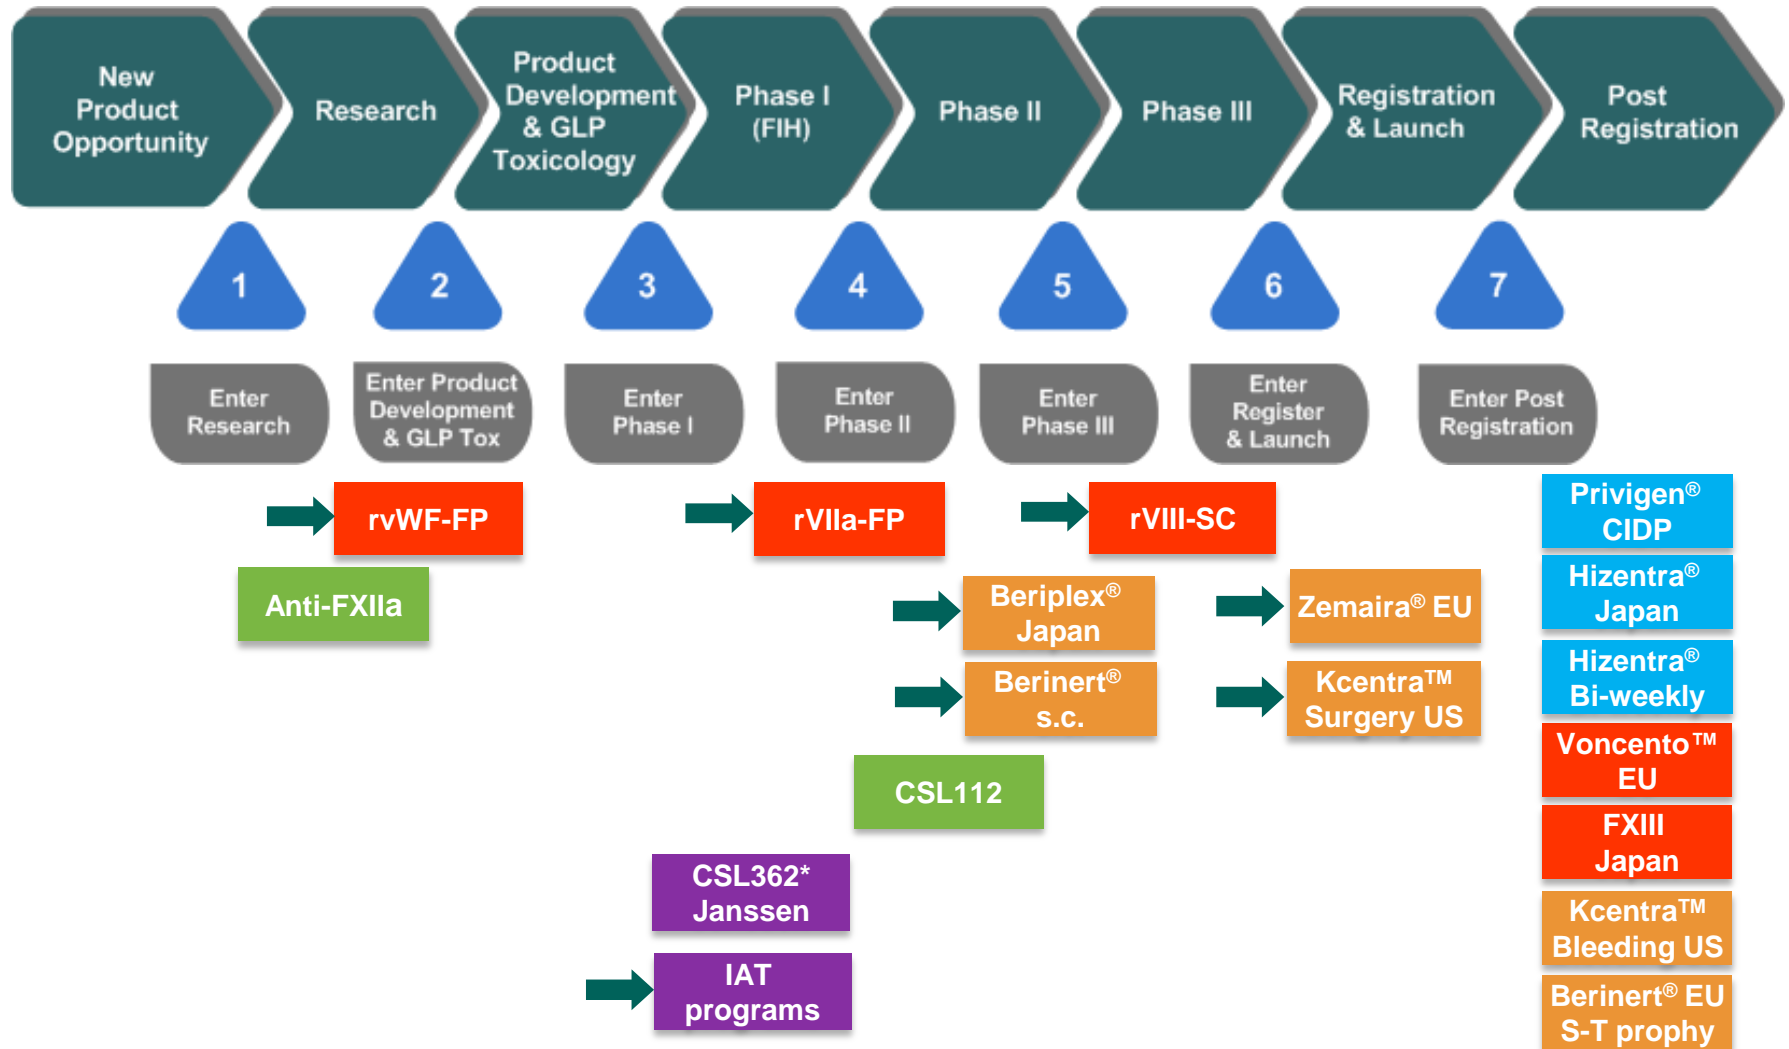 New
Product
Opportunity
Research
Product
Development
& GLP
Toxicology
Phase I
(FIH)
Phase II
Phase III
Registration
& Launch
Post
Registration
1
2
3
4
5
6
7
Enter
Research
Enter Product
Development
& GLP Tox
Enter
Phase I
Enter
Phase II
Enter
Phase III
Enter
Register
& Launch
Enter Post
Registration
rvWF-FP
rVIIa-FP
rVIII-SC
Privigen®
CIDP
Anti-FXIIa
Beriplex®
Japan
Zemaira® EU
Hizentra®
Japan
Berinert®
s.c.
Kcentra™
Surgery US
Hizentra®
Bi-weekly
CSL112
Voncento™
EU
CSL362*
Janssen
FXIII
Japan
IAT
programs
Kcentra™
Bleeding US
Berinert® EU
S-T prophy